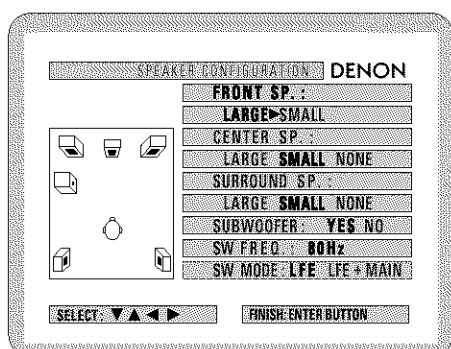 SPEAKER CONFIGURATION DENON
FRONT SP. :
LARGE►SMALL
CENTER SP. :
LARGE SMALL NONE
SURROUND SP. :
LARGE SMALL NONE
SUBWOOFER : YES NO
SW FREQ. : 80Hz
SW MODE : LFE LFE + MAIN
SELECT : ▼ ▲ ◄ ►
FINISH: ENTER BUTTON